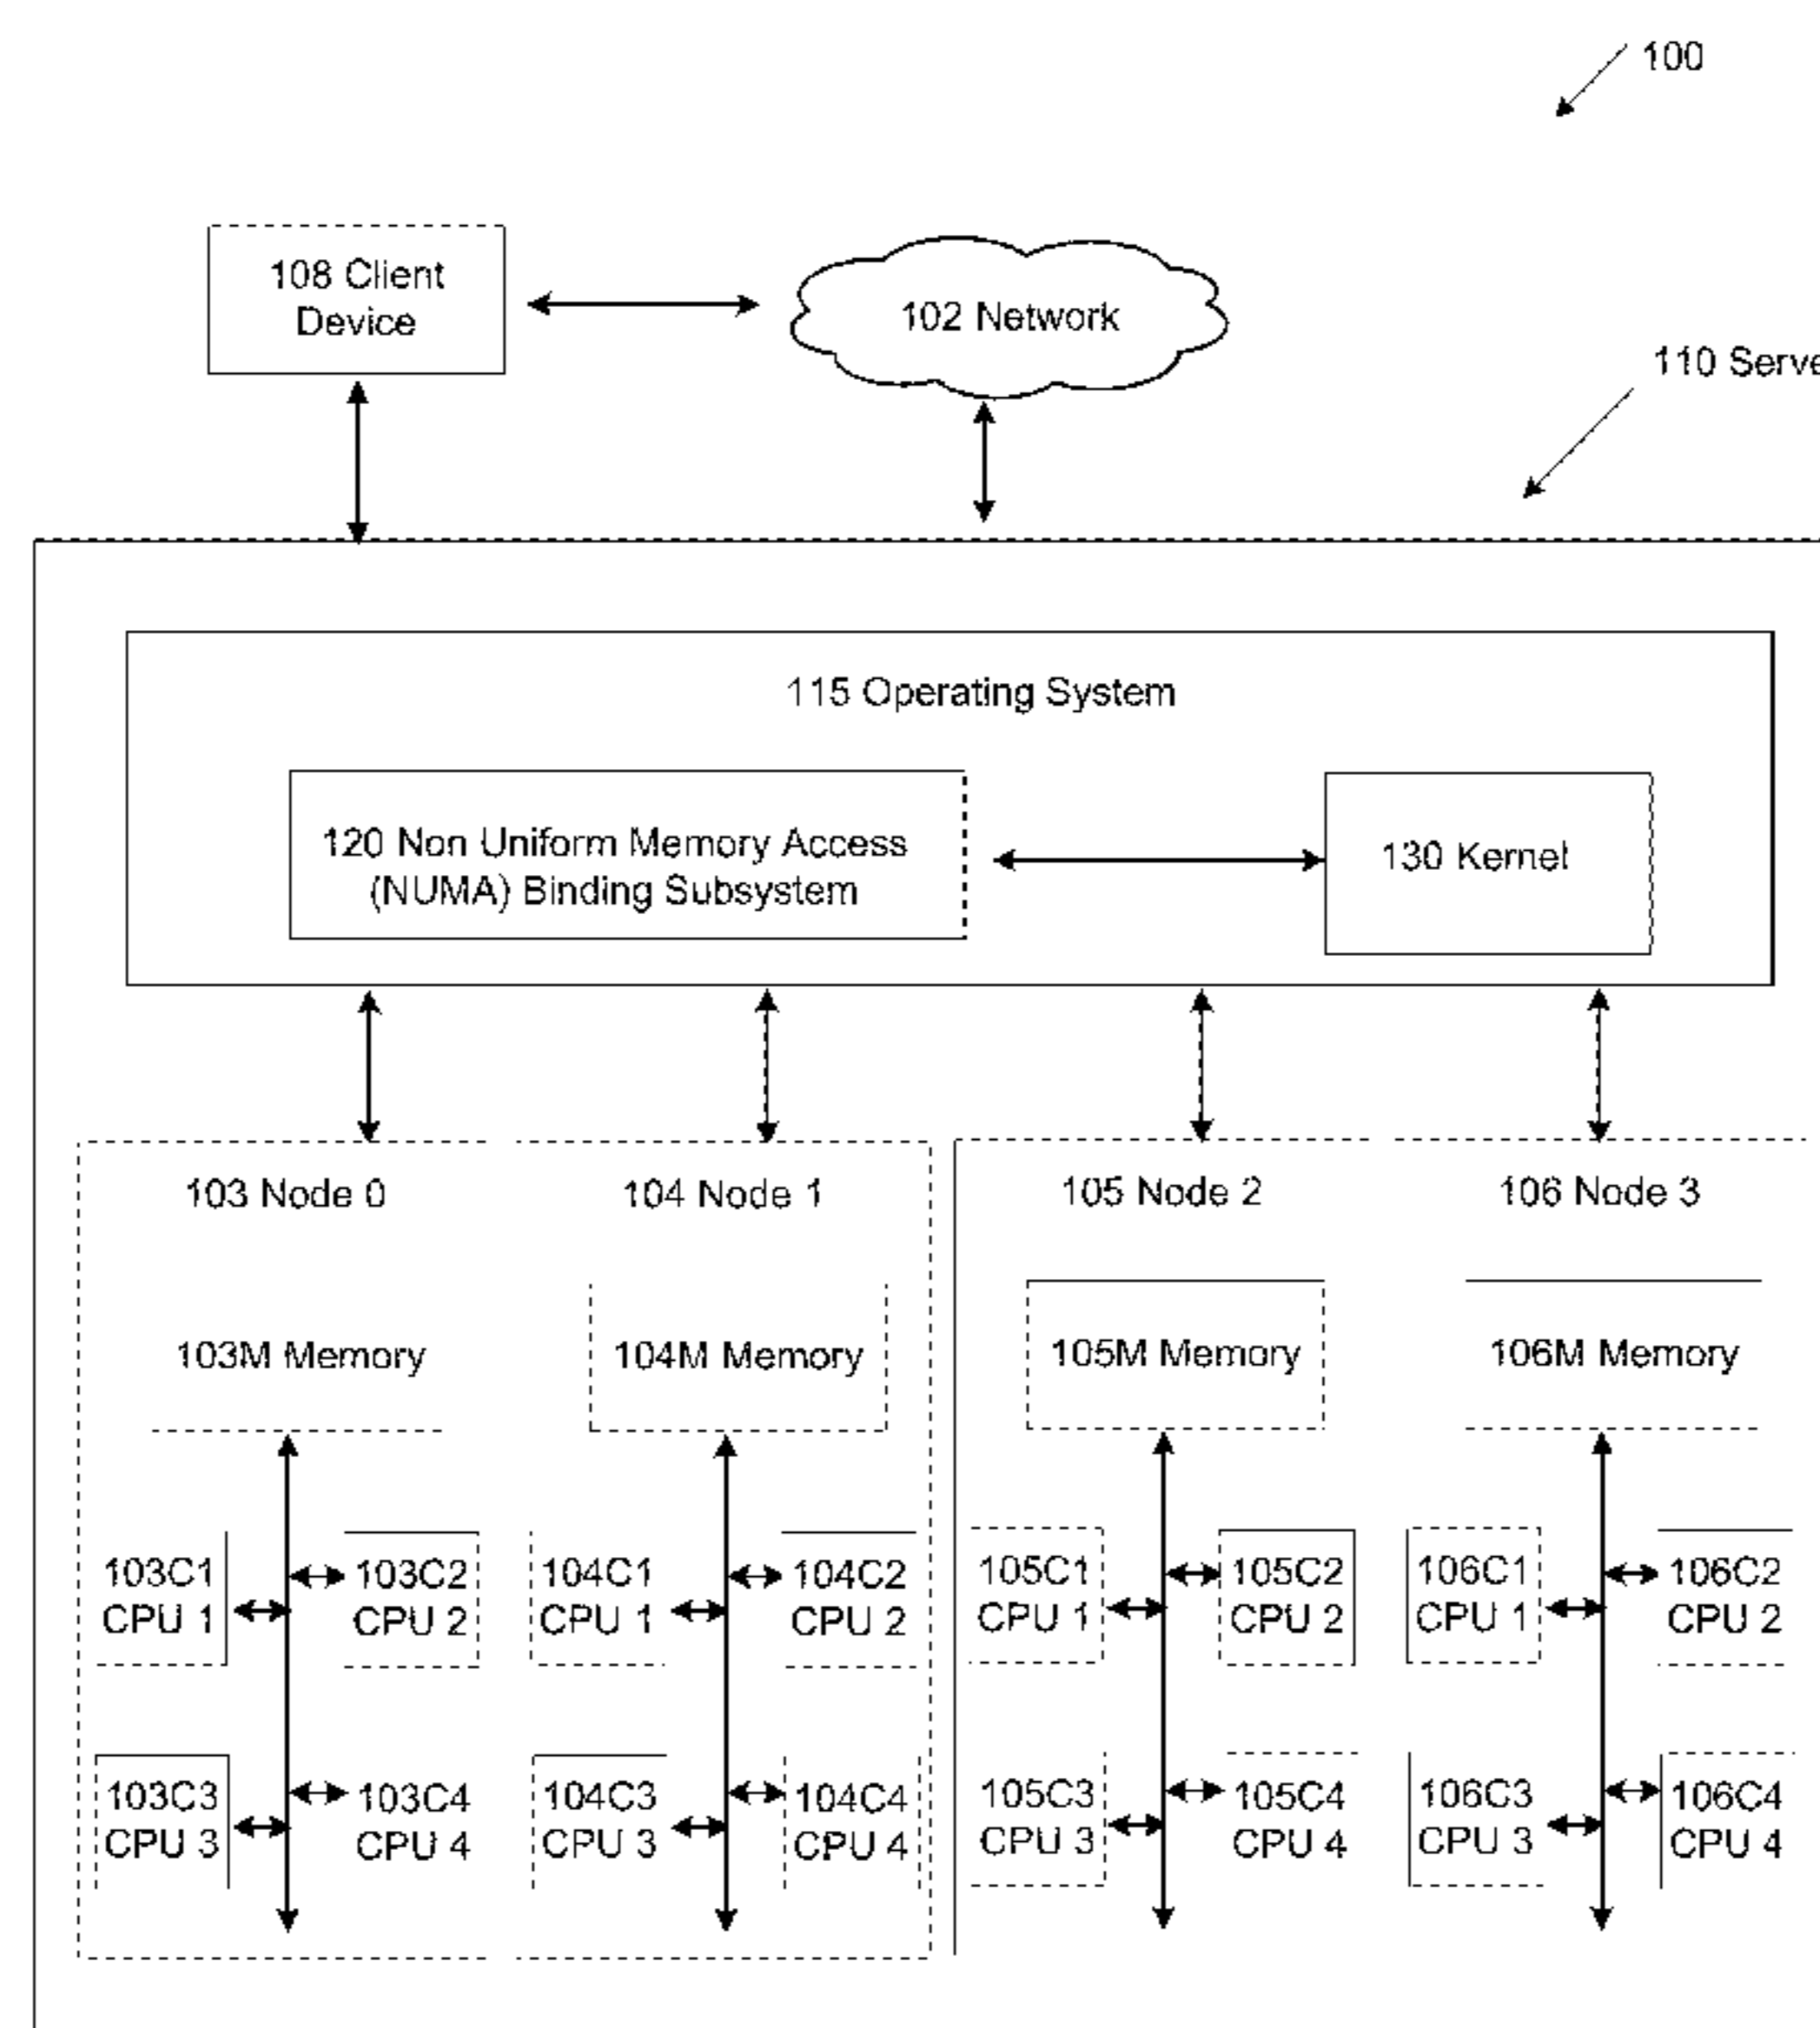 100
108 Client
Device
102 Network
110 Serve
115 Operating System
120 Non Uniform Memory Access
(NUMA) Binding Subsystem
130 Kernel
103 Node 0
104 Node 1
105 Node 2
106 Node 3
103M Memory
104M Memory
105M Memory
106M Memory
103C1
CPU 1
103C2
CPU 2
104C1
CPU 1
104C2
CPU 2
105C1
CPU 1
105C2
CPU 2
106C1
CPU 1
106C2
CPU 2
103C3
CPU 3
103C4
CPU 4
104C3
CPU 3
104C4
CPU 4
105C3
CPU 3
105C4
CPU 4
106C3
CPU 3
106C4
CPU 4